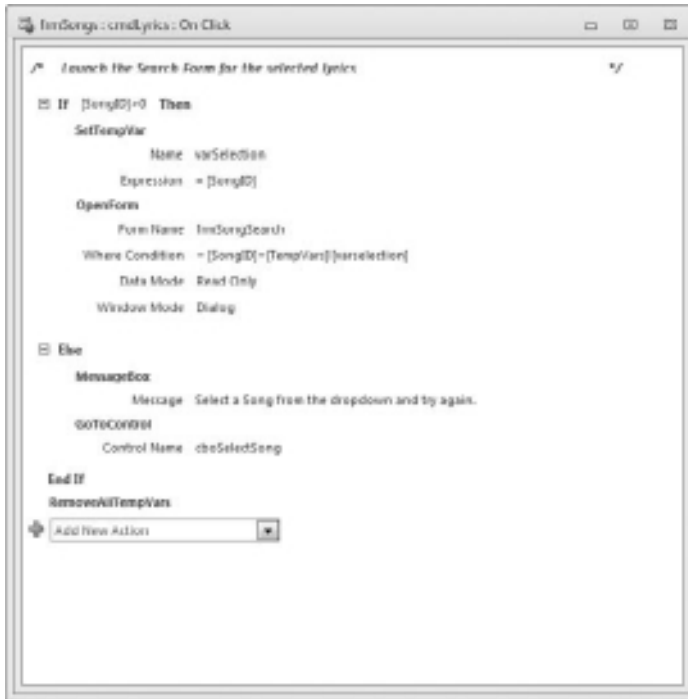 frmSongs : cmdLyrics : On Click
/* Launch the Search Form for the selected lyrics */
If [SongID]>0 Then
SetTempVar
Name varSelection
Expression = [SongID]
OpenForm
Form Name frmSongSearch
Where Condition = [SongID]=[TempVars]![varselection]
Data Mode Read Only
Window Mode Dialog
Else
MessageBox
Message Select a Song from the dropdown and try again.
GoToControl
Control Name cboSelectSong
End If
RemoveAllTempVars
Add New Action